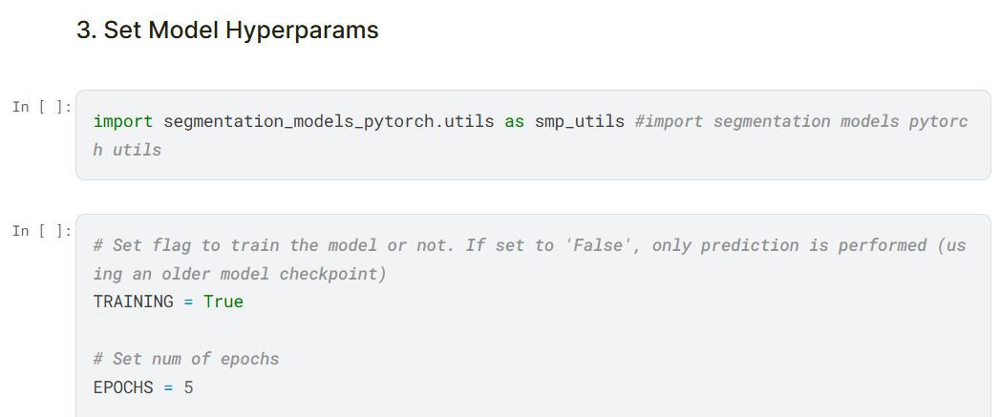 3. Set Model Hyperparams
In [ ]:
import segmentation_models_pytorch.utils as smp_utils #import segmentation models pytorc
h utils
In [ ]:
# Set flag to train the model or not. If set to 'False', only prediction is performed (us
ing an older model checkpoint)
TRAINING = True
# Set num of epochs
EPOCHS = 5